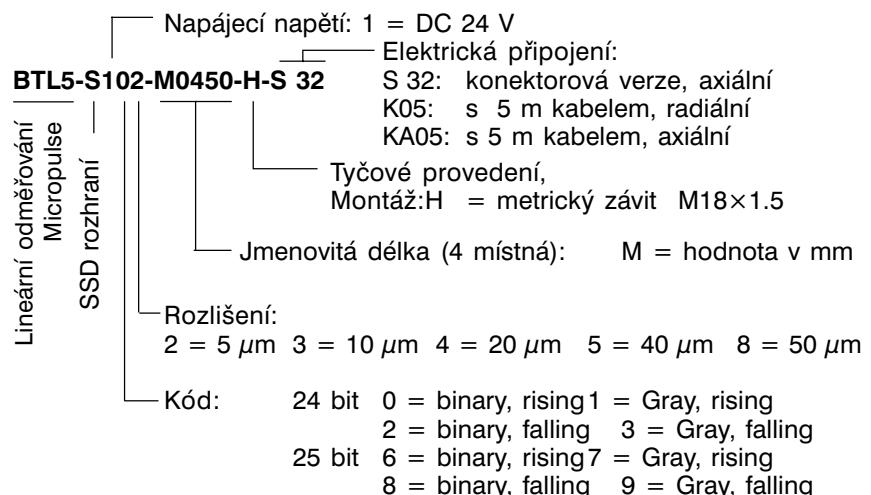 Napájecí napětí: 1 = DC 24 V
Elektrická připojení:
BTL5-S102-M0450-H-S 32
S 32: konektorová verze, axiální
K05: s 5 m kabelem, radiální
KA05: s 5 m kabelem, axiální
Lineární odměřování
Micropulse
SSD rozhraní
Tyčové provedení,
Montáž:H = metrický závit M18×1.5
Jmenovitá délka (4 místná): M = hodnota v mm
Rozlišení:
2 = 5 µm 3 = 10 µm 4 = 20 µm 5 = 40 µm 8 = 50 µm
Kód: 24 bit 0 = binary, rising 1 = Gray, rising
2 = binary, falling 3 = Gray, falling
25 bit 6 = binary, rising 7 = Gray, rising
8 = binary, falling 9 = Gray, falling